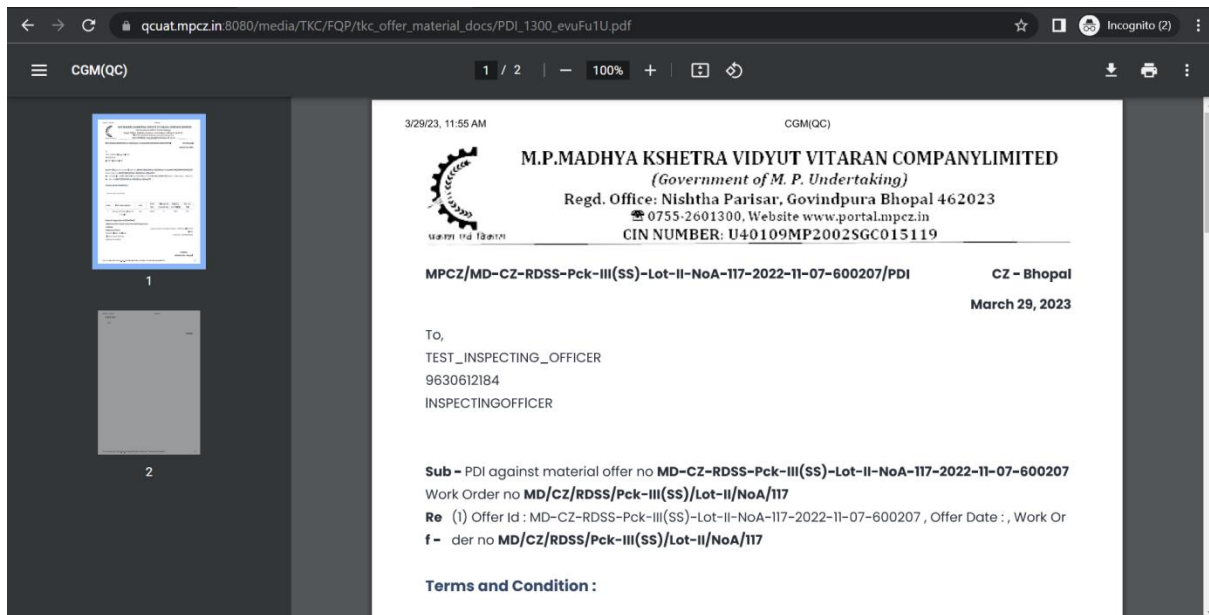 qcuat.mpcz.in:8080/media/TKC/FQP/tkc_offer_material_docs/PDI_1300_evuFu1U.pdf
Incognito (2)
CGM(QC)
1 / 2
100%
1
2
3/29/23, 11:55 AM
CGM(QC)
M.P.MADHYA KSHETRA VIDYUT VITARAN COMPANYLIMITED
(Government of M. P. Undertaking)
Regd. Office: Nishtha Parisar, Govindpura Bhopal 462023
☎ 0755-2601300, Website www.portal.mpcz.in
CIN NUMBER: U40109MP2002SGC015119
प्रकाश एवं विकास
MPCZ/MD-CZ-RDSS-Pck-III(SS)-Lot-II-NoA-117-2022-11-07-600207/PDI
CZ - Bhopal
March 29, 2023
To,
TEST_INSPECTING_OFFICER
9630612184
INSPECTINGOFFICER
Sub - PDI against material offer no MD-CZ-RDSS-Pck-III(SS)-Lot-II-NoA-117-2022-11-07-600207
Work Order no MD/CZ/RDSS/Pck-III(SS)/Lot-II/NoA/117
Re (1) Offer Id : MD-CZ-RDSS-Pck-III(SS)-Lot-II-NoA-117-2022-11-07-600207 , Offer Date : , Work Or
f - der no MD/CZ/RDSS/Pck-III(SS)/Lot-II/NoA/117
Terms and Condition :